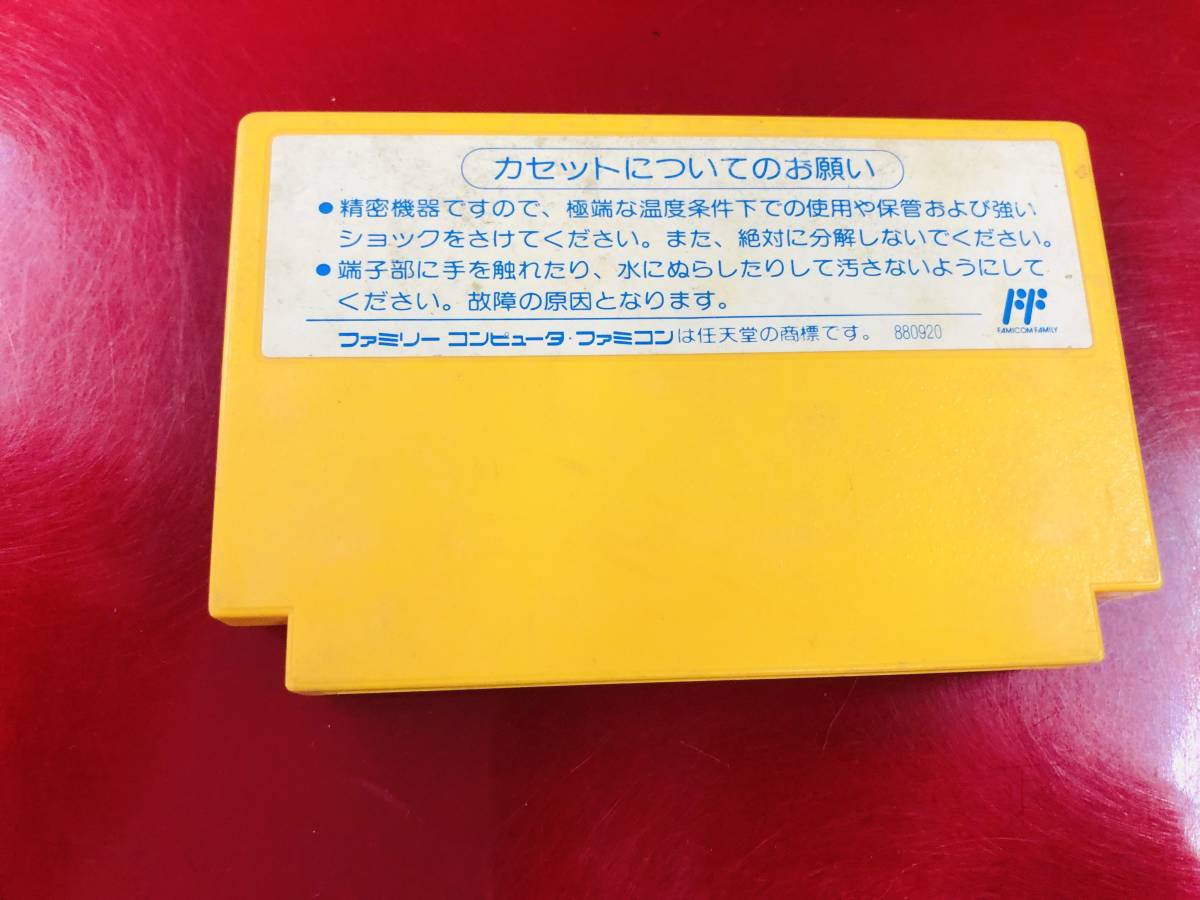 カセットについてのお願い
●精密機器ですので、極端な温度条件下での使用や保管および強い
ショックをさけてください。また、絶対に分解しないでください。
●端子部に手を触れたり、水にぬらしたりして汚さないようにして
ください。故障の原因となります。
FAMICOM FAMILY
ファミリー コンピュータ・ファミコンは任天堂の商標です。 880920